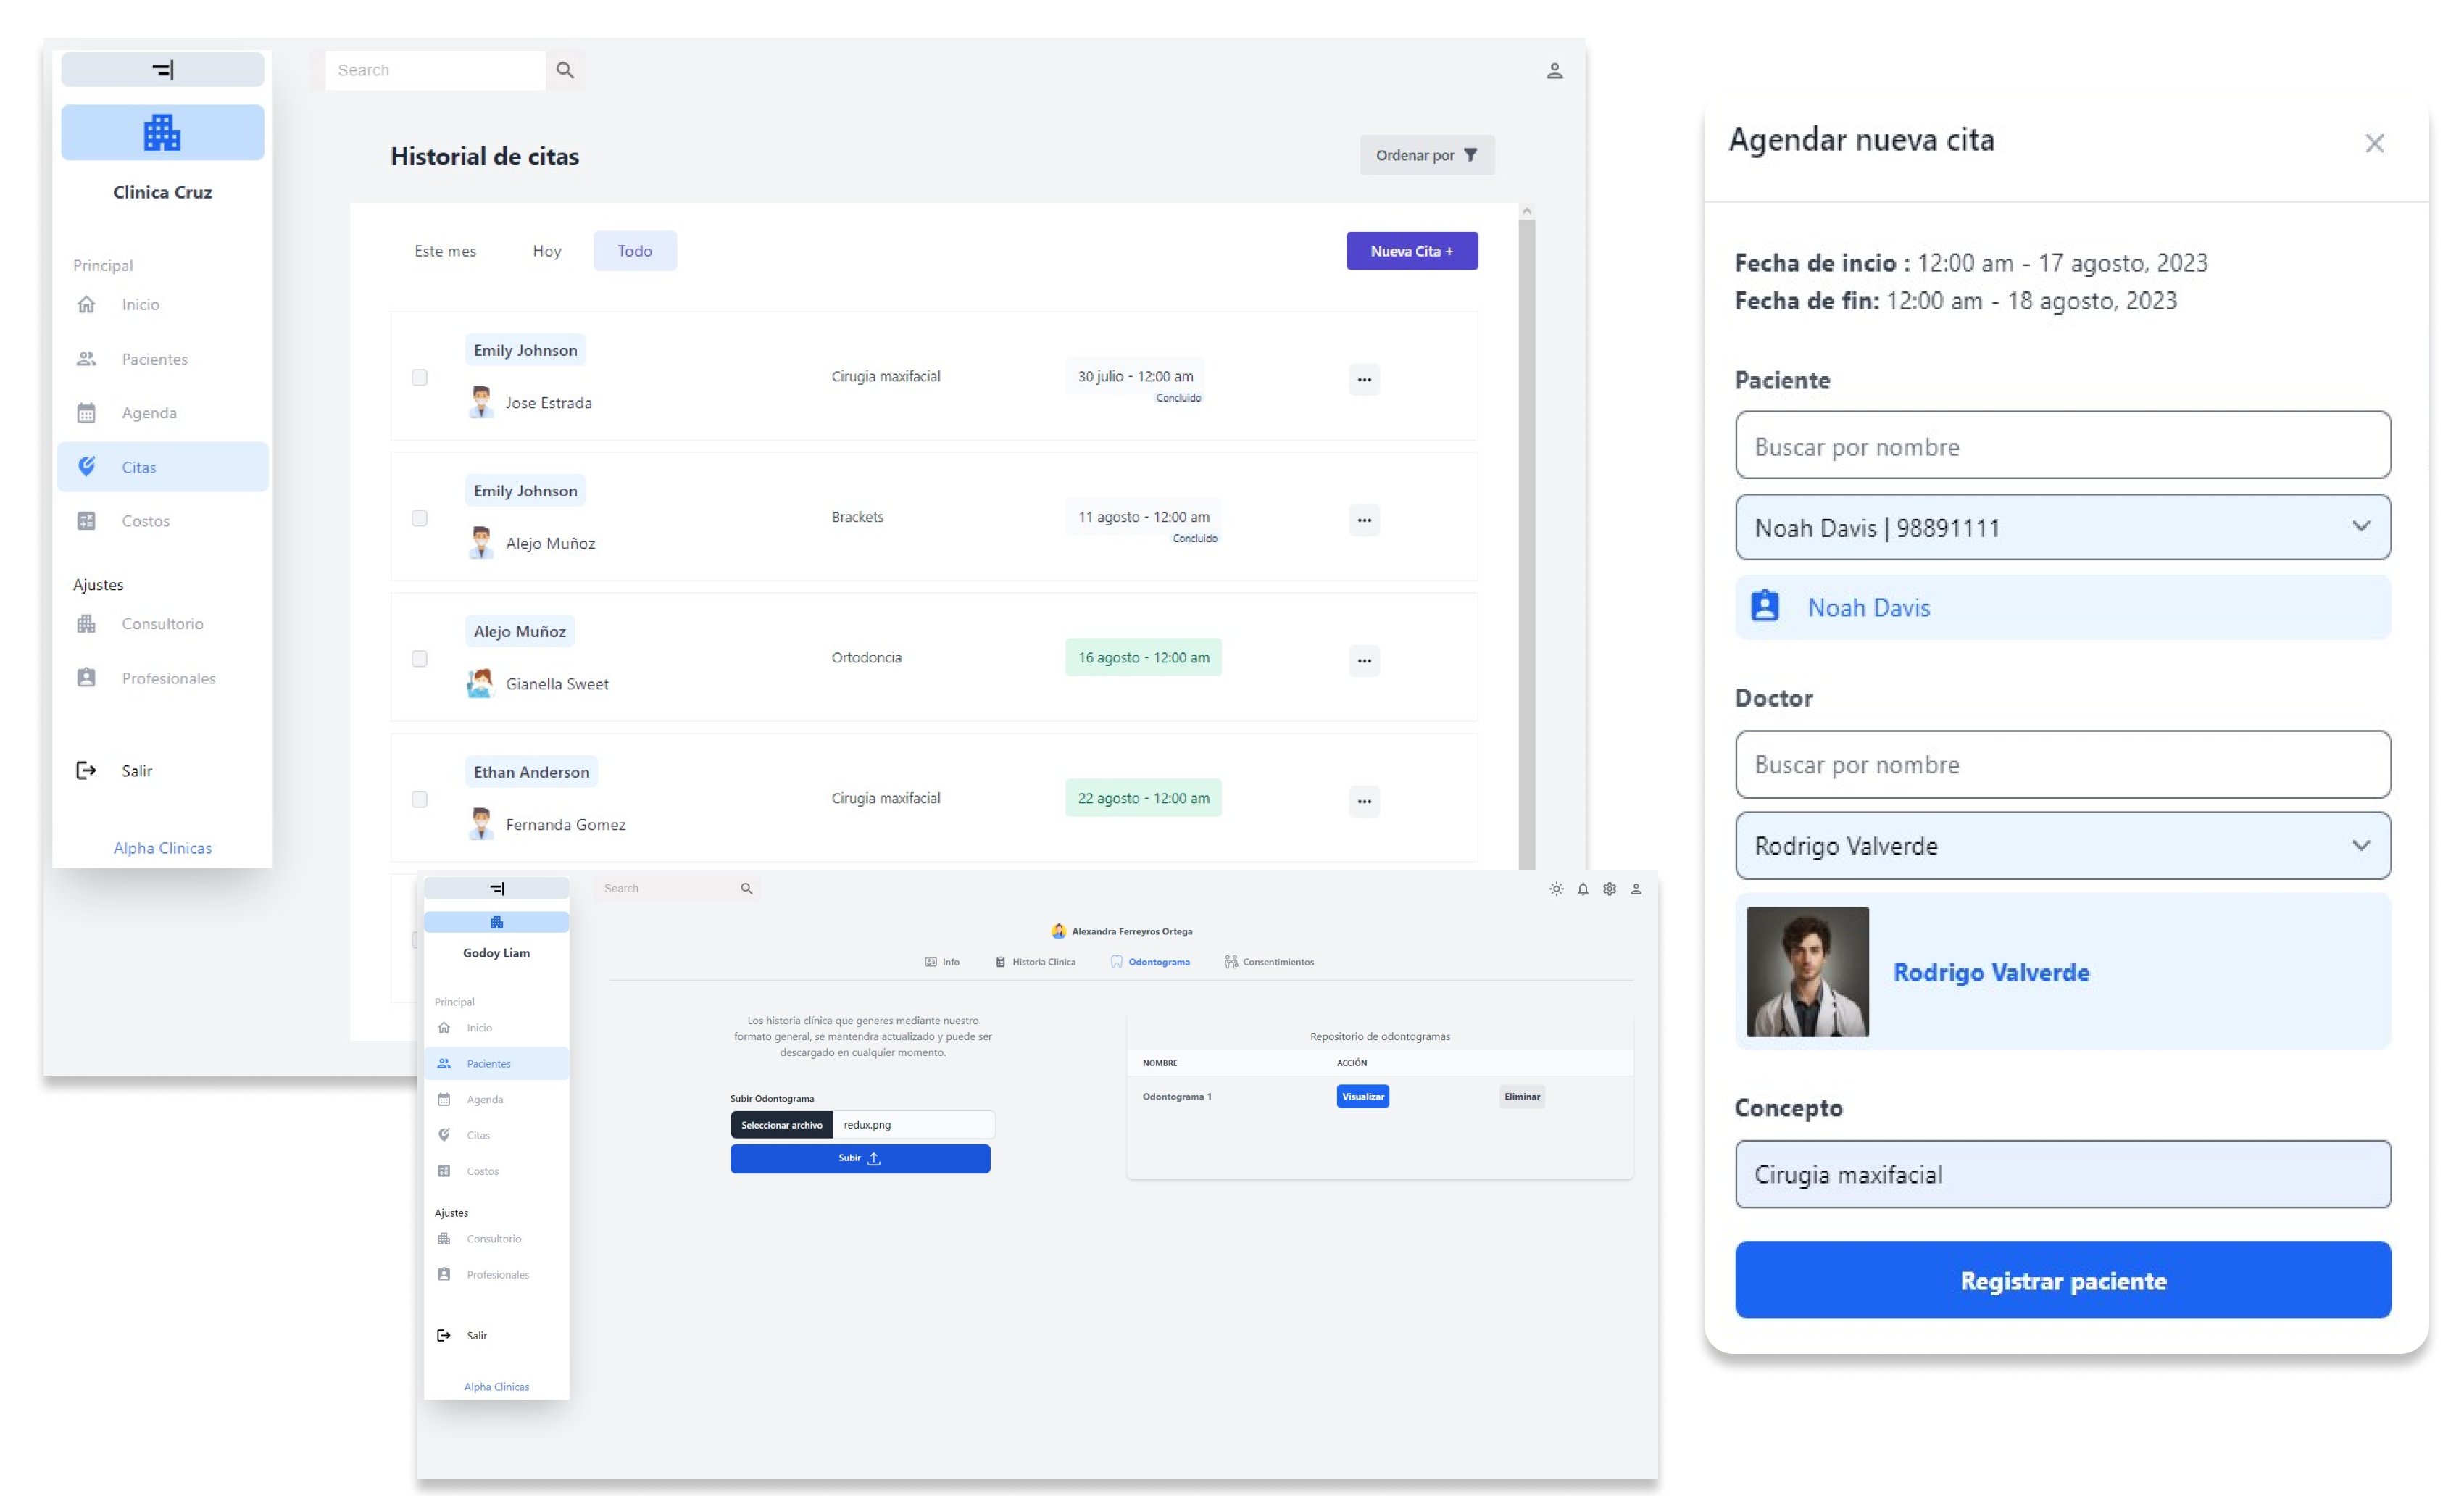 Search
Clinica Cruz
Principal
Inicio
Pacientes
Agenda
Citas
Costos
Ajustes
Consultorio
Profesionales
Salir
Alpha Clinicas
Historial de citas
Ordenar por
Este mes
Hoy
Todo
Nueva Cita +
Emily Johnson
Jose Estrada
Cirugia maxifacial
30 julio - 12:00 am
Concluido
Emily Johnson
Alejo Muñoz
Brackets
11 agosto - 12:00 am
Concluido
Alejo Muñoz
Gianella Sweet
Ortodoncia
16 agosto - 12:00 am
Ethan Anderson
Fernanda Gomez
Cirugia maxifacial
22 agosto - 12:00 am
Search
Godoy Liam
Principal
Inicio
Pacientes
Agenda
Citas
Costos
Ajustes
Consultorio
Profesionales
Salir
Alpha Clinicas
Alexandra Ferreyros Ortega
Info
Historia Clinica
Odontograma
Consentimientos
Los historia clínica que generes mediante nuestro
formato general, se mantendra actualizado y puede ser
descargado en cualquier momento.
Subir Odontograma
Seleccionar archivo
redux.png
Subir
Repositorio de odontogramas
NOMBRE
ACCIÓN
Odontograma 1
Visualizar
Eliminar
Agendar nueva cita
Fecha de incio : 12:00 am - 17 agosto, 2023
Fecha de fin: 12:00 am - 18 agosto, 2023
Paciente
Buscar por nombre
Noah Davis | 98891111
Noah Davis
Doctor
Buscar por nombre
Rodrigo Valverde
Rodrigo Valverde
Concepto
Cirugia maxifacial
Registrar paciente